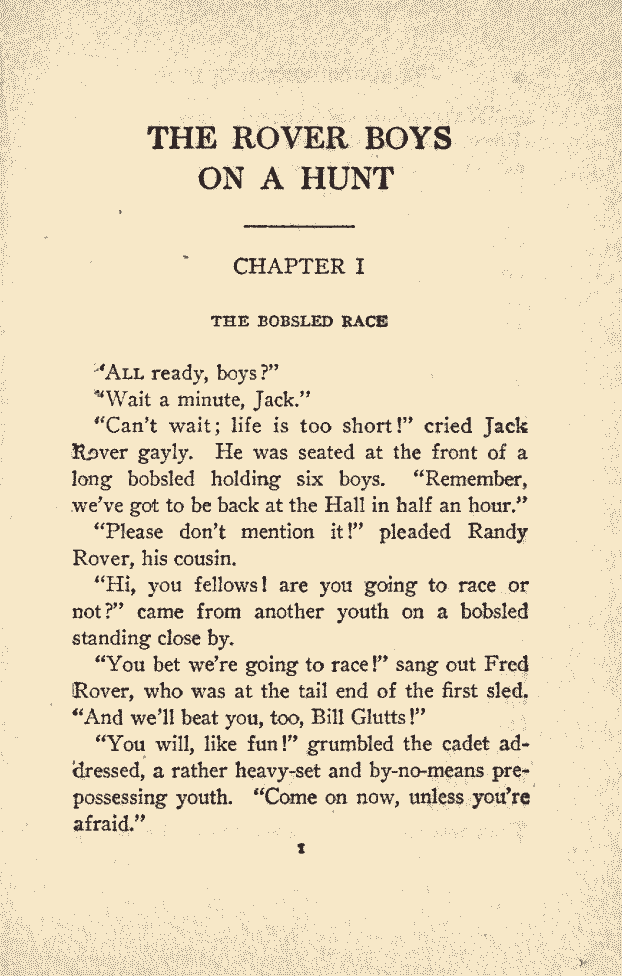 THE ROVER BOYS
ON A HUNT
CHAPTER I
THE BOBSLED RACE
“ALL ready, boys?”
“Wait a minute, Jack.”
“Can’t wait; life is too short!” cried Jack
Rover gayly. He was seated at the front of a
long bobsled holding six boys. “Remember,
we’ve got to be back at the Hall in half an hour.”
“Please don’t mention it!” pleaded Randy
Rover, his cousin.
“Hi, you fellows! are you going to race or
not?” came from another youth on a bobsled
standing close by.
“You bet we’re going to race!” sang out Fred
Rover, who was at the tail end of the first sled.
“And we’ll beat you, too, Bill Glutts!”
“You will, like fun!” grumbled the cadet ad-
dressed, a rather heavy-set and by-no-means pre-
possessing youth. “Come on now, unless you’re
afraid.”
1